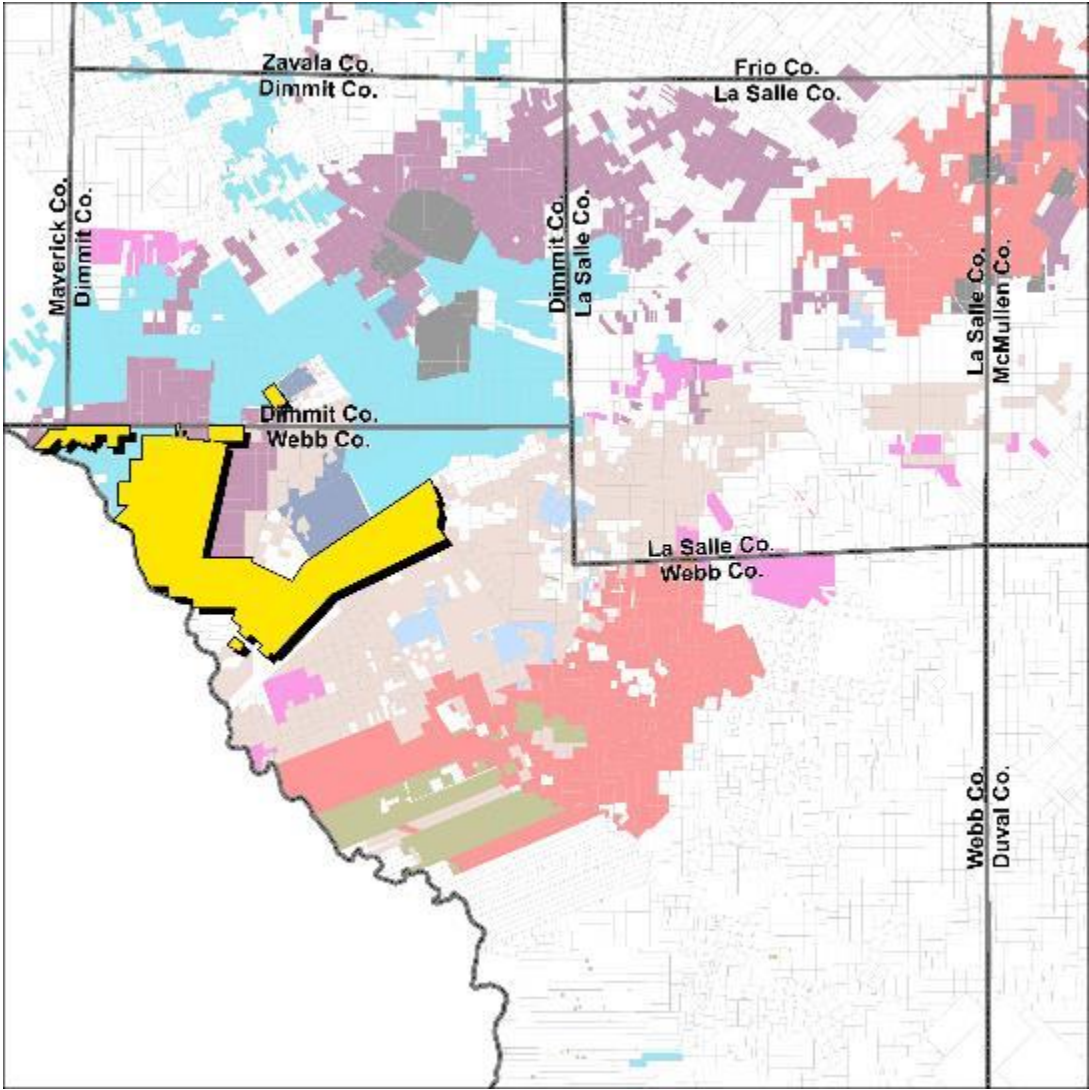 Zavala Co.
Dimmit Co.
Frio Co.
La Salle Co.
Maverick Co.
Dimmit Co.
Dimmit Co.
La Salle Co.
La Salle Co.
McMullen Co.
Dimmit Co.
Webb Co.
La Salle Co.
Webb Co.
Webb Co.
Duval Co.